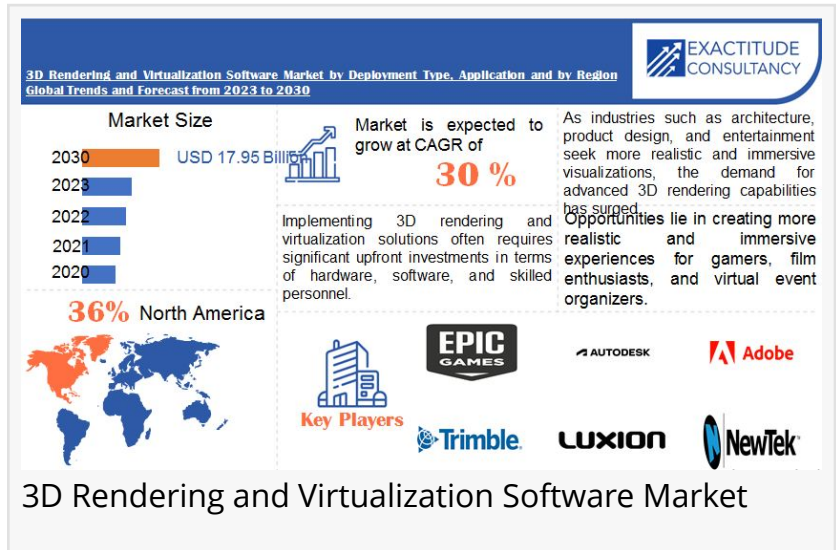 EXACTITUDE
CONSULTANCY
3D Rendering and Virtualization Software Market by Deployment Type, Application and by Region
Global Trends and Forecast from 2023 to 2030
Market Size
2030 USD 17.95 Billion
2023
2022
2021
2020
Market is expected to
grow at CAGR of
30 %
As industries such as architecture,
product design, and entertainment
seek more realistic and immersive
visualizations, the demand for
advanced 3D rendering capabilities
has surged.
Implementing 3D rendering and
virtualization solutions often requires
significant upfront investments in terms
of hardware, software, and skilled
personnel.
Opportunities lie in creating more
realistic and immersive
experiences for gamers, film
enthusiasts, and virtual event
organizers.
36% North America
Key Players
EPIC
GAMES
AUTODESK
Adobe
Trimble
LUXION
NewTek
3D Rendering and Virtualization Software Market